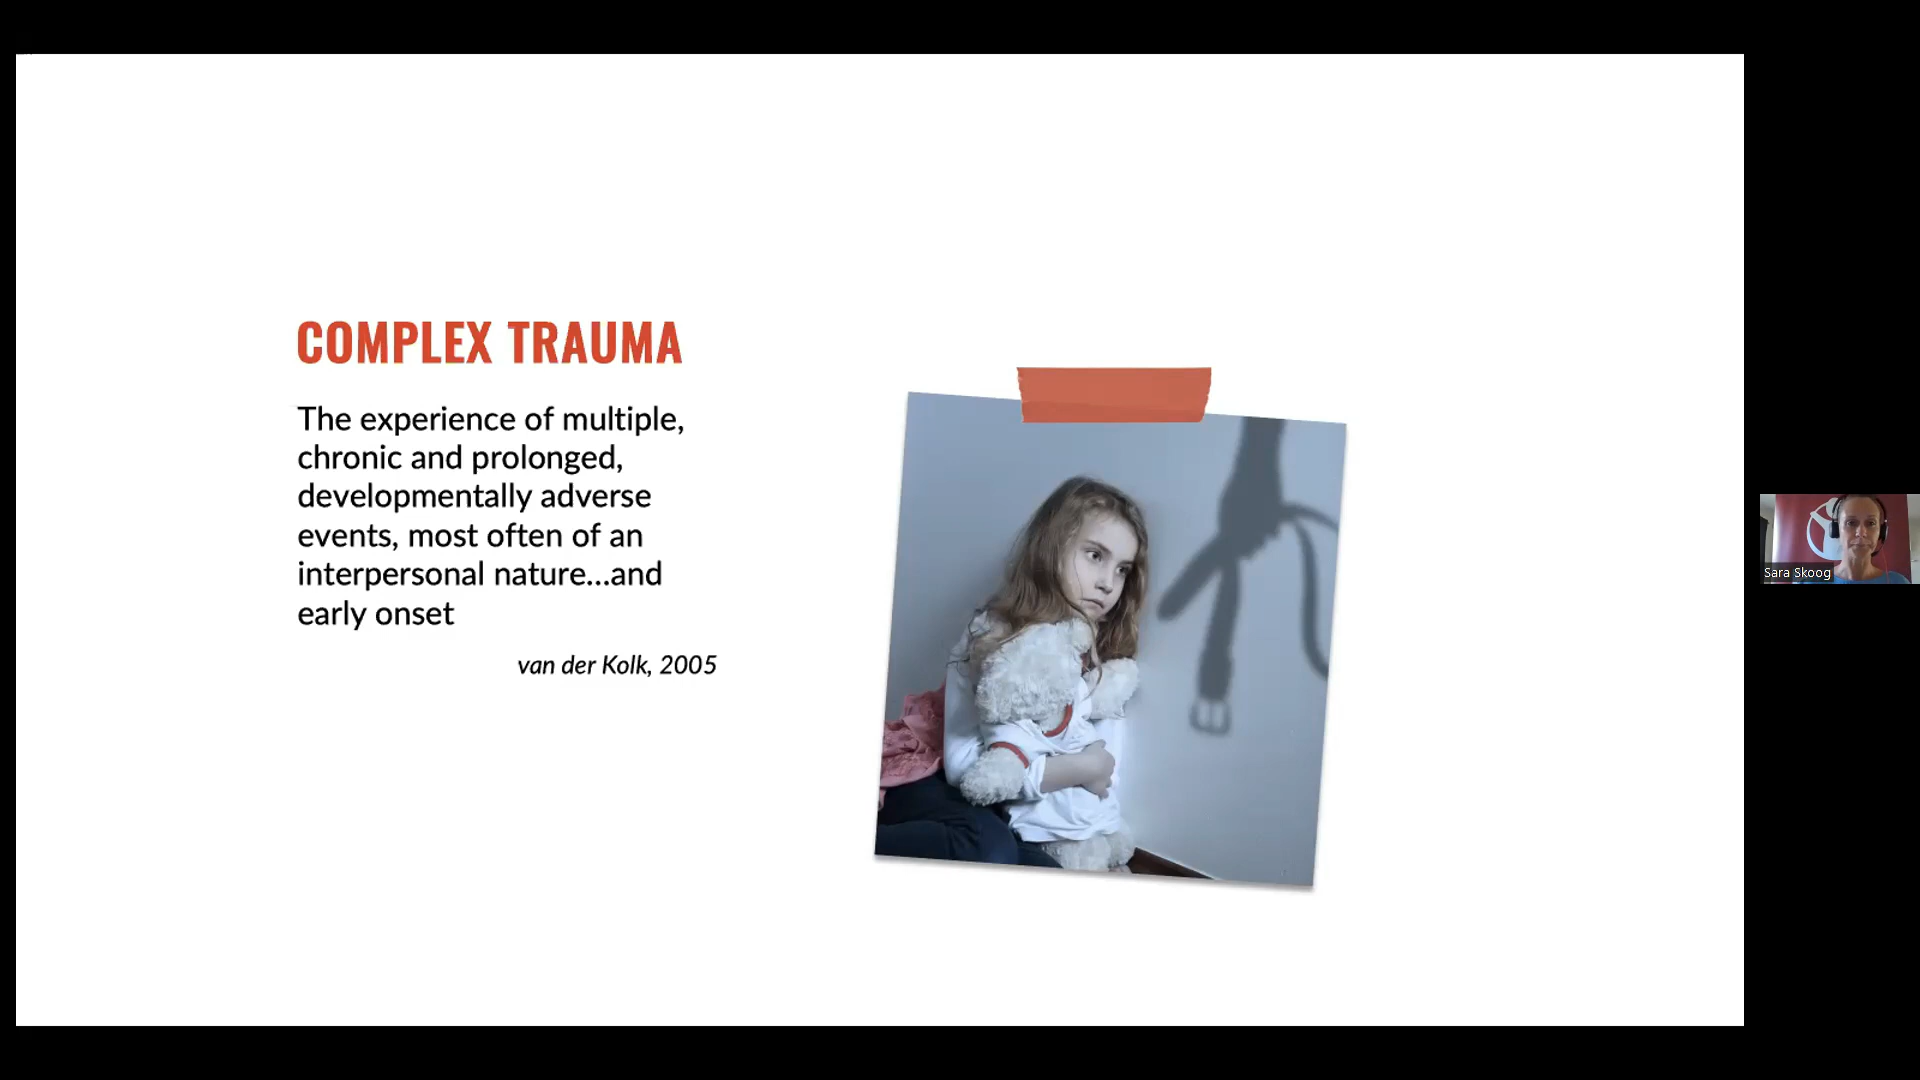 COMPLEX TRAUMA
The experience of multiple,
chronic and prolonged,
developmentally adverse
events, most often of an
interpersonal nature...and
early onset
van der Kolk, 2005
Sara Skoog